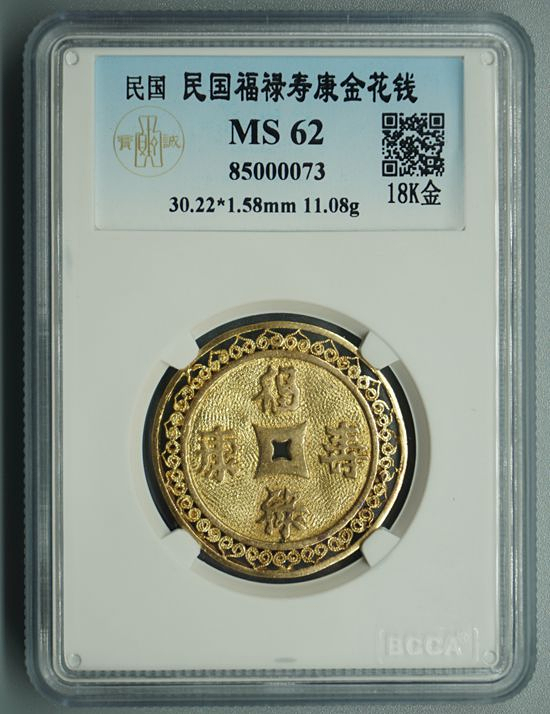 民国 民国福禄寿康金花钱
MS 62
85000073
30.22*1.58mm 11.08g
18K金
福
康 壽
禄
BCCA